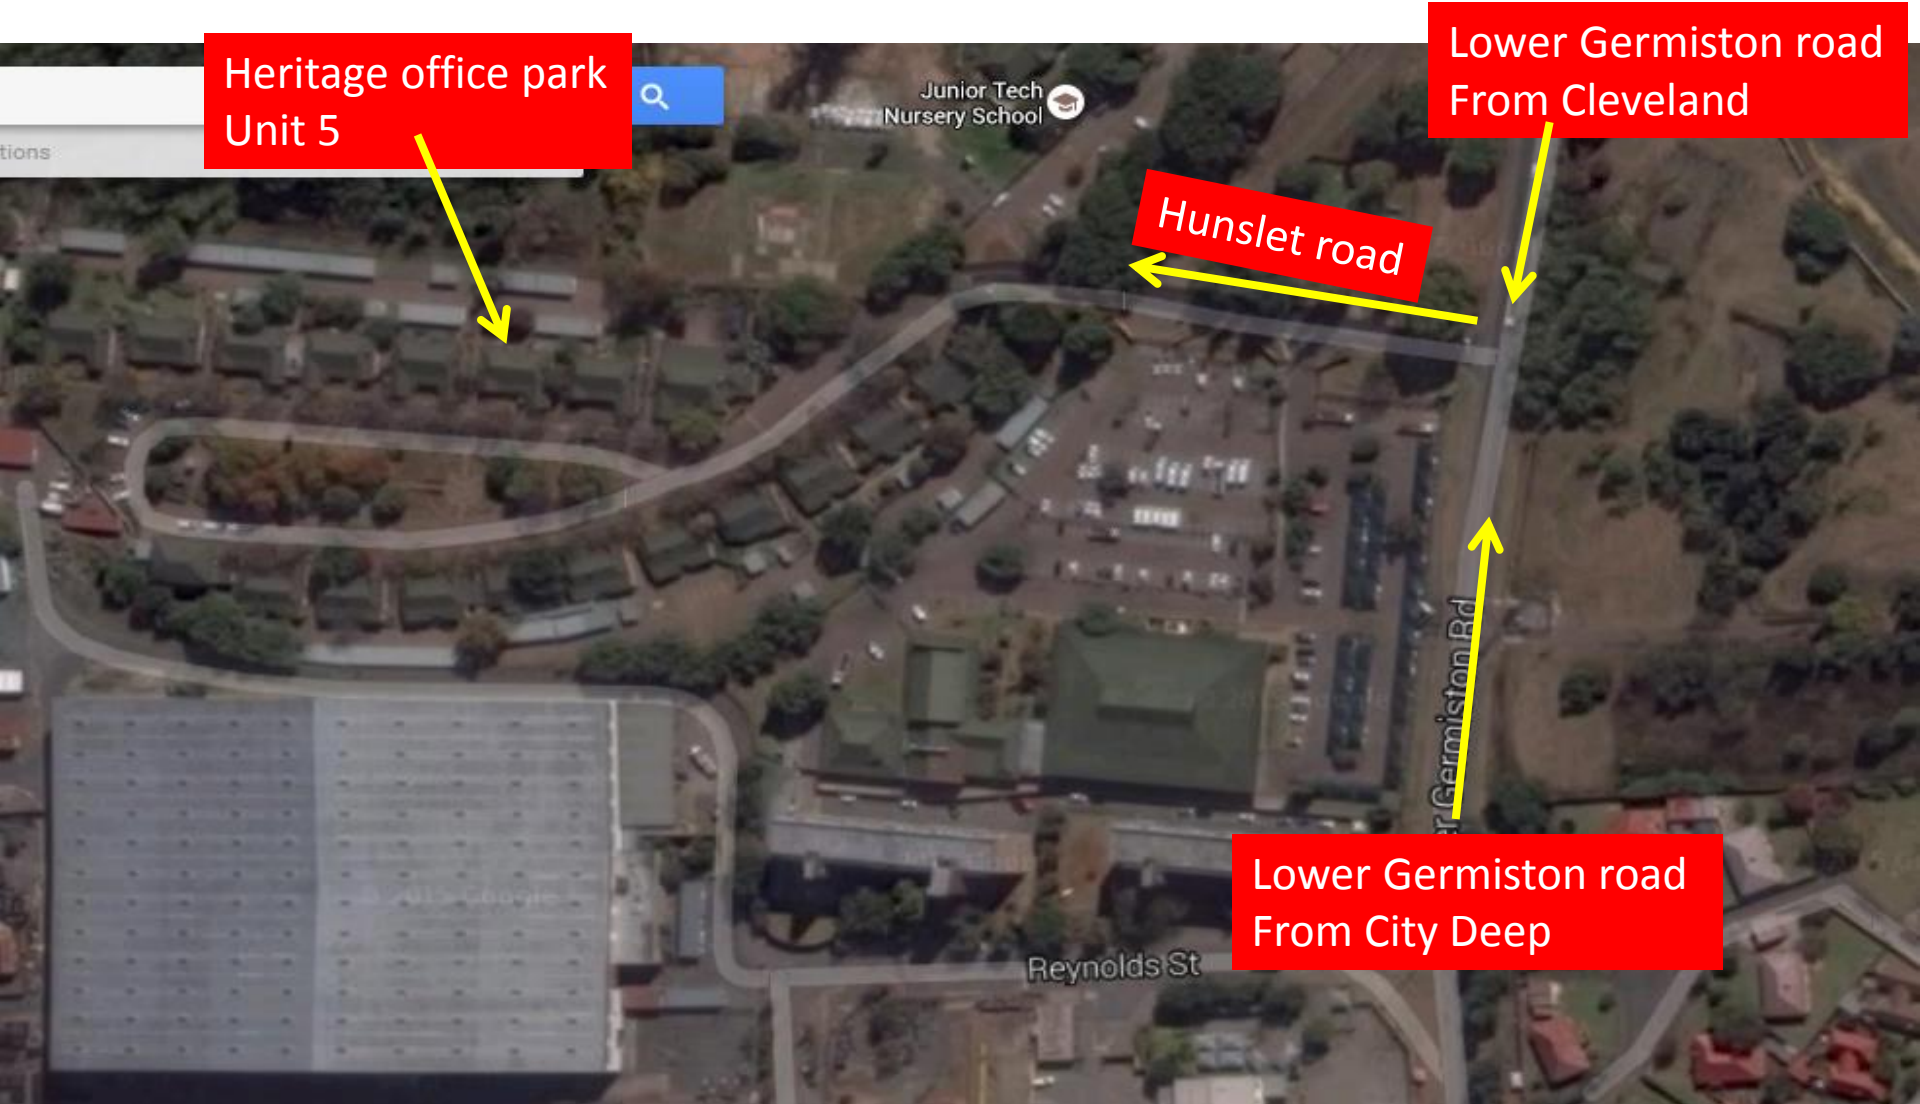 Heritage office park
Unit 5
tions
Junior Tech
Nursery School
Lower Germiston road
From Cleveland
Hunslet road
er Germiston Rd
Lower Germiston road
From City Deep
Reynolds St